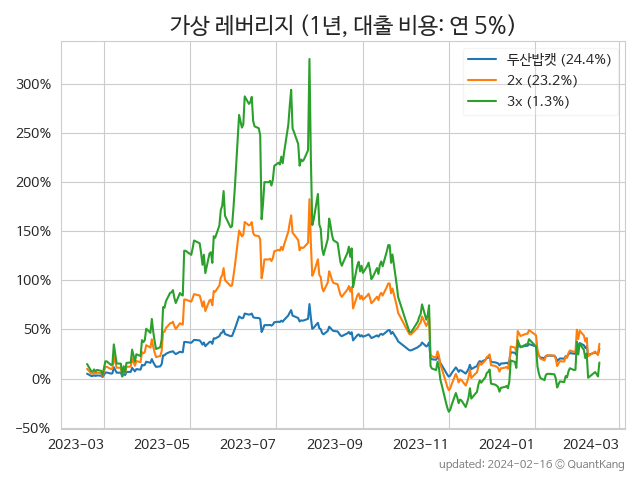 가상 레버리지 (1년, 대출 비용: 연 5%)
두산밥캣 (24.4%)
2x (23.2%)
3x (1.3%)
300%
250%
200%
150%
100%
50%
0%
−50%
2023-03 2023-05 2023-07 2023-09 2023-11 2024-01 2024-03
updated: 2024-02-16 © QuantKang